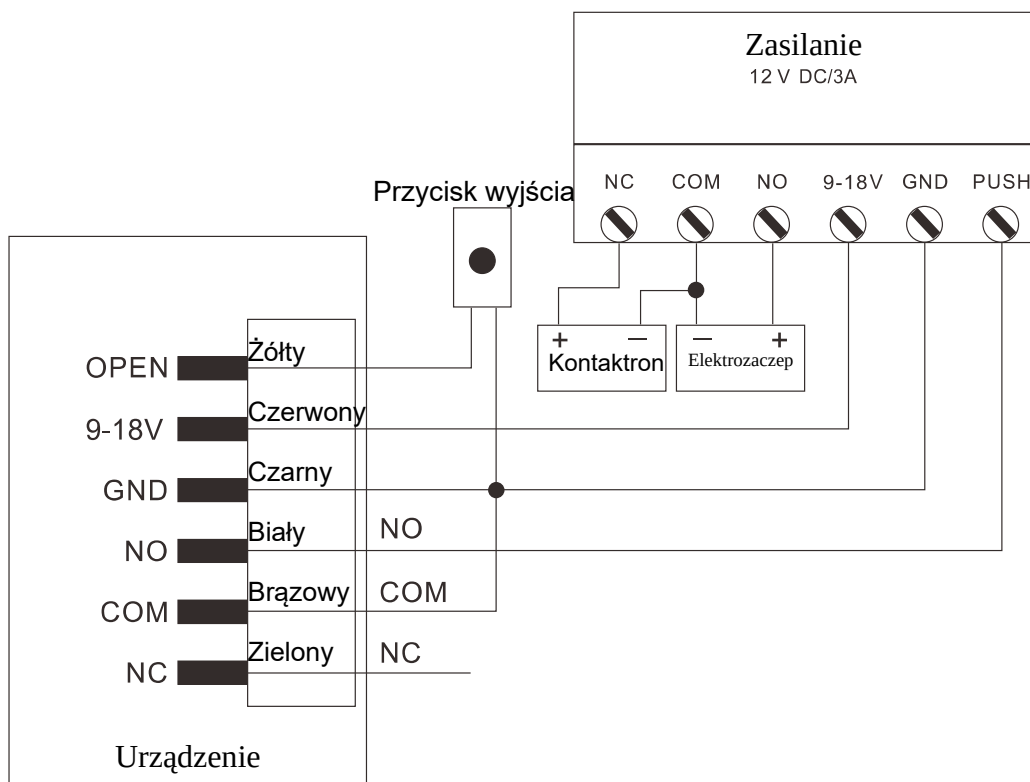 Zasilanie
12 V DC/3A
NC COM NO 9-18V GND PUSH
Przycisk wyjścia
+ − − +
Kontaktron Elektrozaczep
OPEN Żółty
9-18V Czerwony
GND Czarny
NO Biały NO
COM Brązowy COM
NC Zielony NC
Urządzenie